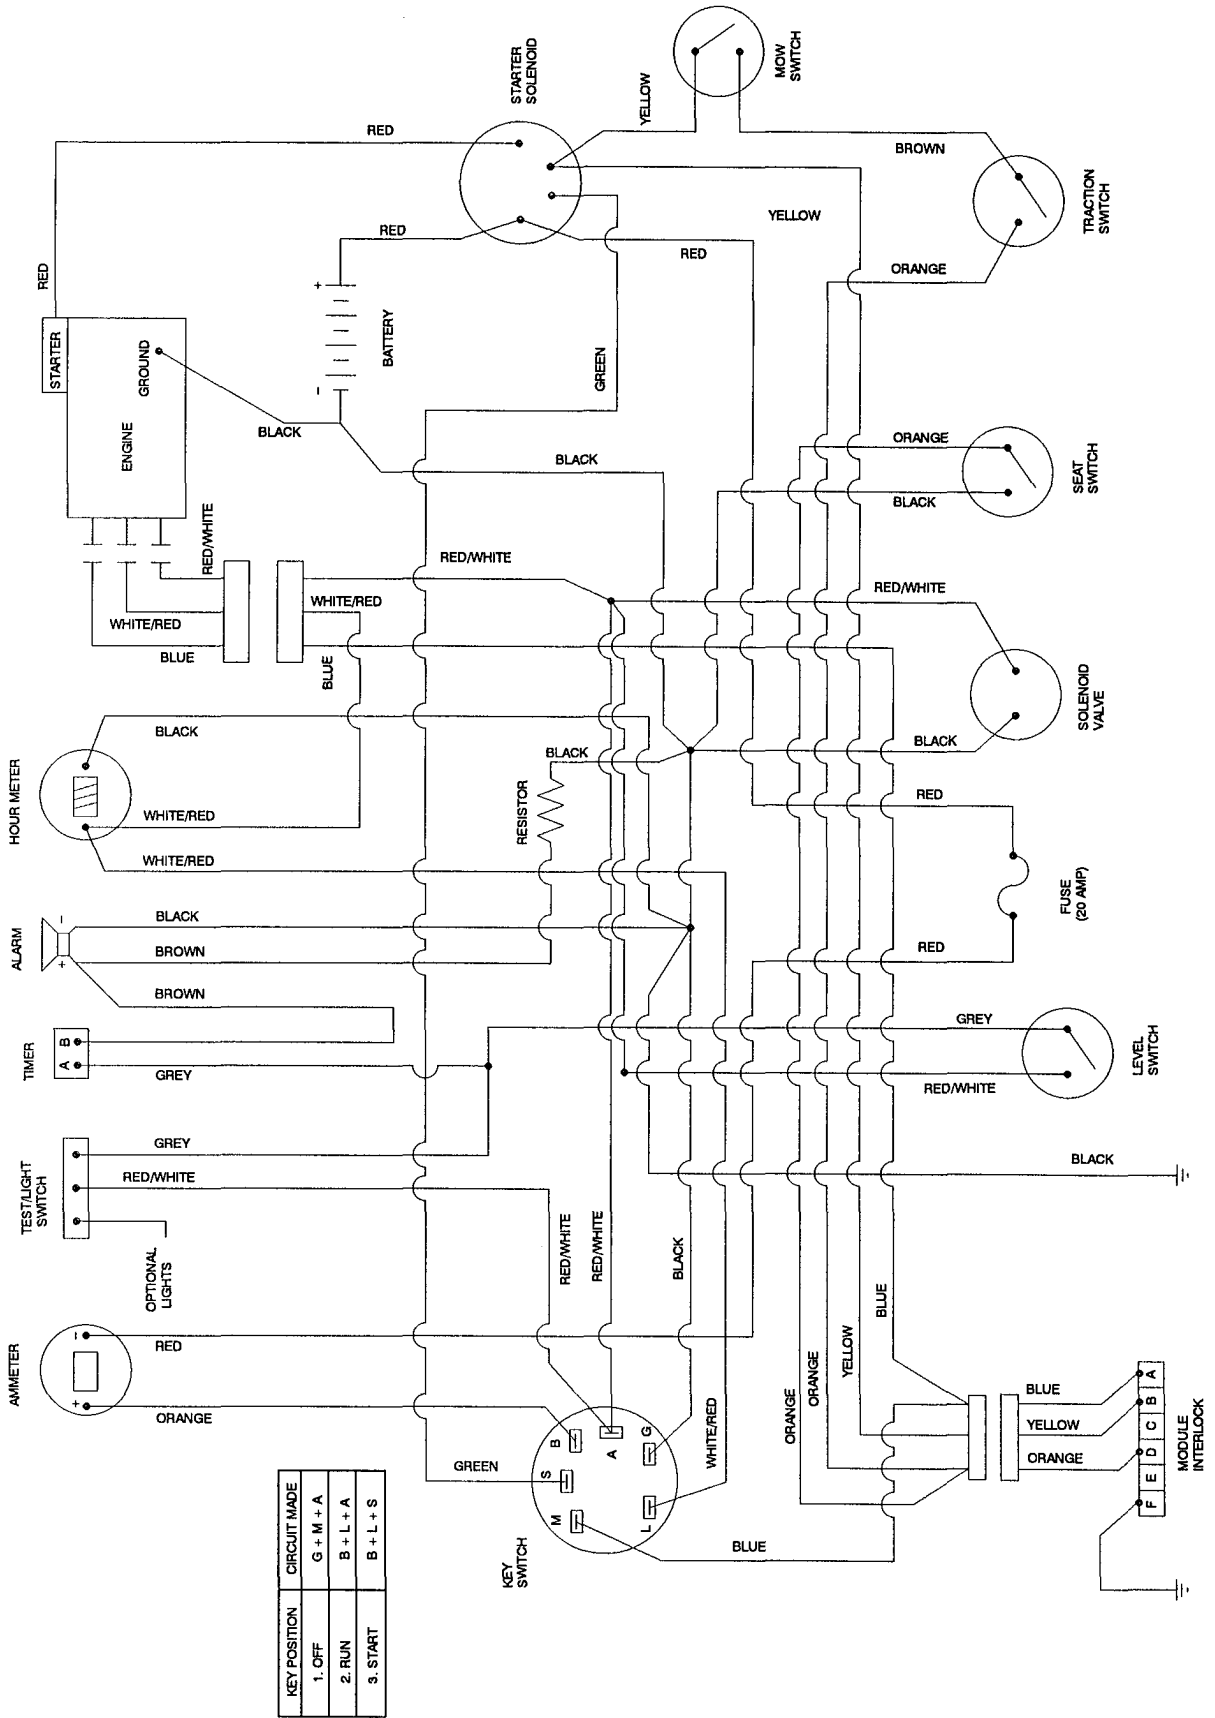 AMMETER
+
-
ORANGE
RED
TEST/LIGHT
SWITCH
OPTIONAL
LIGHTS
RED/WHITE
GREY
TIMER
A B
GREY
BROWN
ALARM
+
-
BROWN
BLACK
HOUR METER
WHITE/RED
WHITE/RED
BLACK
BLUE
WHITE/RED
RED/WHITE
BLUE
WHITE/RED
RED/WHITE
ENGINE
GROUND
STARTER
RED
RED
BLACK
-
+
BATTERY
RED
BLACK
STARTER
SOLENOID
GREEN
RED
YELLOW
YELLOW
MOW
SWITCH
BROWN
TRACTION
SWITCH
ORANGE
ORANGE
BLACK
SEAT
SWITCH
RED/WHITE
BLACK
SOLENOID
VALVE
RESISTOR
BLACK
RED
RED
FUSE
(20 AMP)
GREY
RED/WHITE
LEVEL
SWITCH
BLACK
RED/WHITE
RED/WHITE
BLACK
WHITE/RED
BLUE
YELLOW
ORANGE
ORANGE
GREEN
KEY
SWITCH
M
S
B
A
G
L
BLUE
BLUE
YELLOW
ORANGE
F E D C B A
MODULE
INTERLOCK
KEY POSITION CIRCUIT MADE
1. OFF G + M + A
2. RUN B + L + A
3. START B + L + S